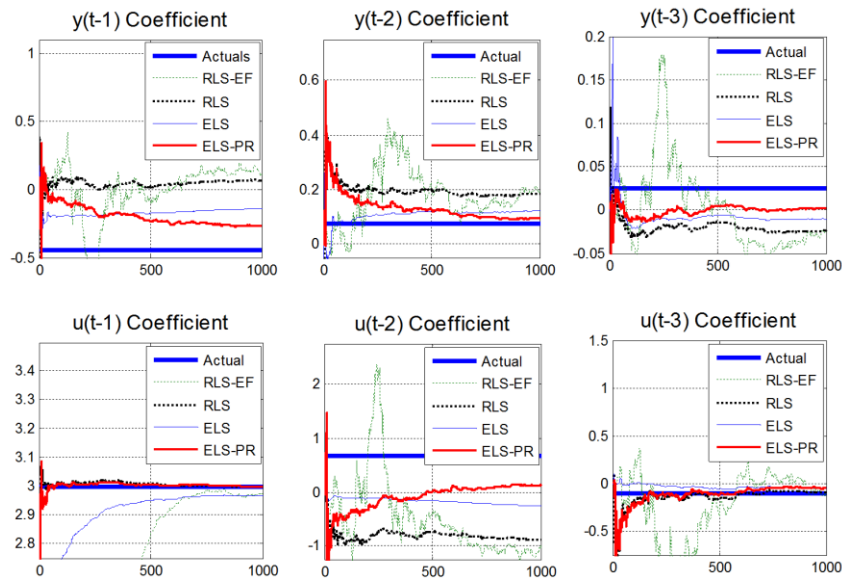 y(t-1) Coefficient
1
0.5
0
-0.5
0
500
1000
Actuals
RLS-EF
RLS
ELS
ELS-PR
y(t-2) Coefficient
0.6
0.4
0.2
0
0
500
1000
Actual
RLS-EF
RLS
ELS
ELS-PR
y(t-3) Coefficient
0.2
0.15
0.1
0.05
0
-0.05
0
500
1000
Actual
RLS-EF
RLS
ELS
ELS-PR
u(t-1) Coefficient
3.4
3.3
3.2
3.1
3
2.9
2.8
0
500
1000
Actual
RLS-EF
RLS
ELS
ELS-PR
u(t-2) Coefficient
2
1
0
-1
0
500
1000
Actual
RLS-EF
RLS
ELS
ELS-PR
u(t-3) Coefficient
1.5
1
0.5
0
-0.5
0
500
1000
Actual
RLS-EF
RLS
ELS
ELS-PR